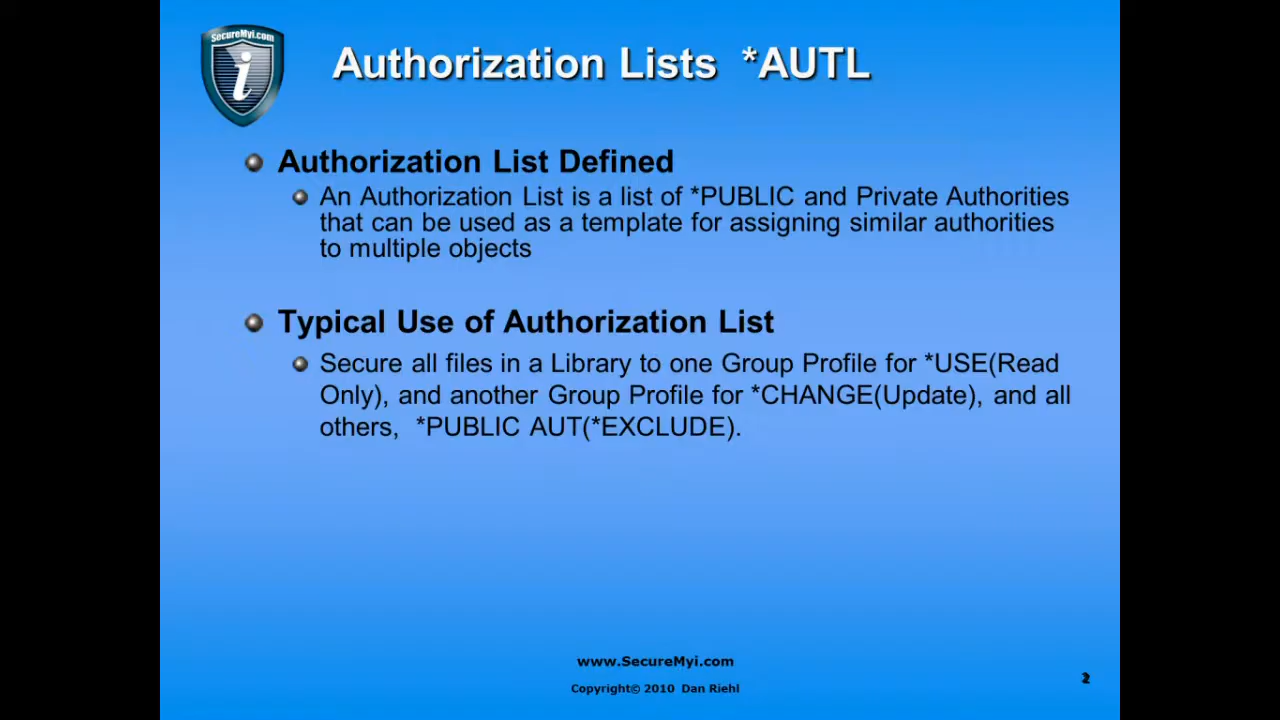 SecureMyi.com
i
Authorization Lists *AUTL
Authorization List Defined
An Authorization List is a list of *PUBLIC and Private Authorities
that can be used as a template for assigning similar authorities
to multiple objects
Typical Use of Authorization List
Secure all files in a Library to one Group Profile for *USE(Read
Only), and another Group Profile for *CHANGE(Update), and all
others, *PUBLIC AUT(*EXCLUDE).
www.SecureMyi.com
Copyright© 2010 Dan Riehl
2